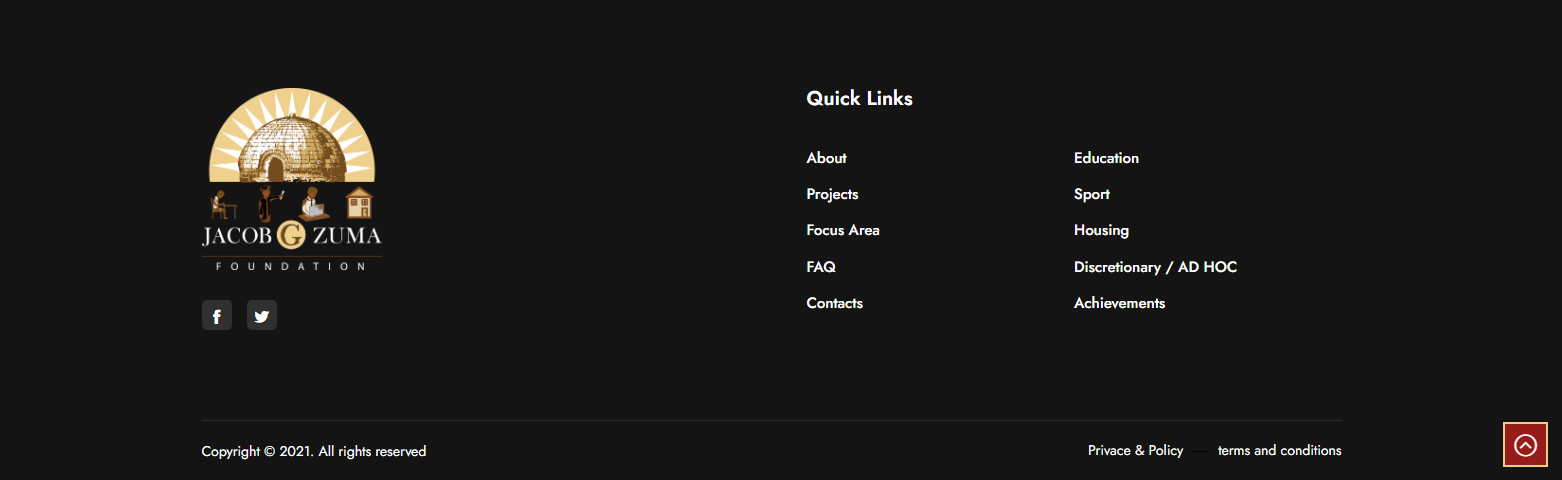 JACOB G ZUMA
FOUNDATION
Quick Links
About
Projects
Focus Area
FAQ
Contacts
Education
Sport
Housing
Discretionary / AD HOC
Achievements
Copyright © 2021. All rights reserved
Privace & Policy — terms and conditions